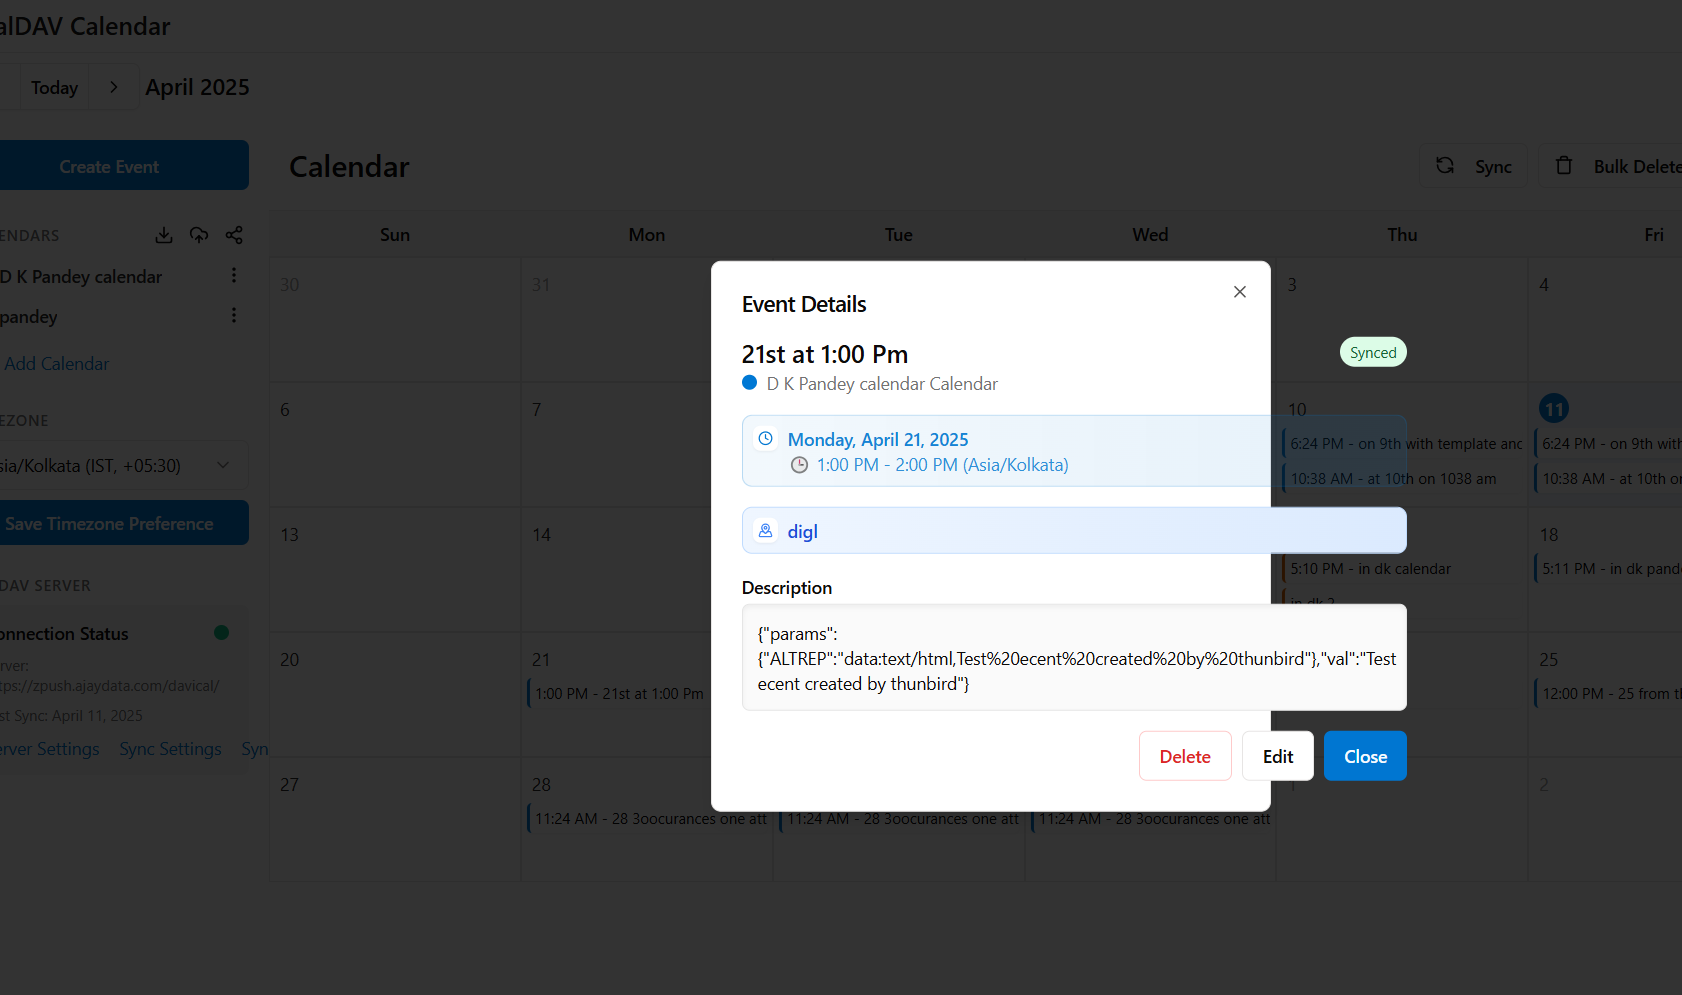 alDAV Calendar
Today
April 2025
Create Event
Calendar
Sync
Bulk Delete
ENDARS
D K Pandey calendar
pandey
Add Calendar
EZONE
sia/Kolkata (IST, +05:30)
Save Timezone Preference
DAV SERVER
onnection Status
rver:
tps://zpush.ajaydata.com/davical/
st Sync: April 11, 2025
erver Settings Sync Settings Syn
Sun Mon Tue Wed Thu Fri
30 31 3 4
6 7 10 11
6:24 PM - on 9th with template and
6:24 PM - on 9th with
10:38 AM - at 10th on 1038 am
10:38 AM - at 10th on
13 14 18
5:10 PM - in dk calendar
5:11 PM - in dk pand
in dk 2
20 21 25
1:00 PM - 21st at 1:00 Pm
12:00 PM - 25 from t
27 28 1 2
11:24 AM - 28 3oocurances one att
11:24 AM - 28 3oocurances one att
11:24 AM - 28 3oocurances one att
Event Details
21st at 1:00 Pm
Synced
D K Pandey calendar Calendar
Monday, April 21, 2025
1:00 PM - 2:00 PM (Asia/Kolkata)
digl
Description
{"params":
{"ALTREP":"data:text/html,Test%20ecent%20created%20by%20thunbird"},"val":"Test
ecent created by thunbird"}
Delete
Edit
Close